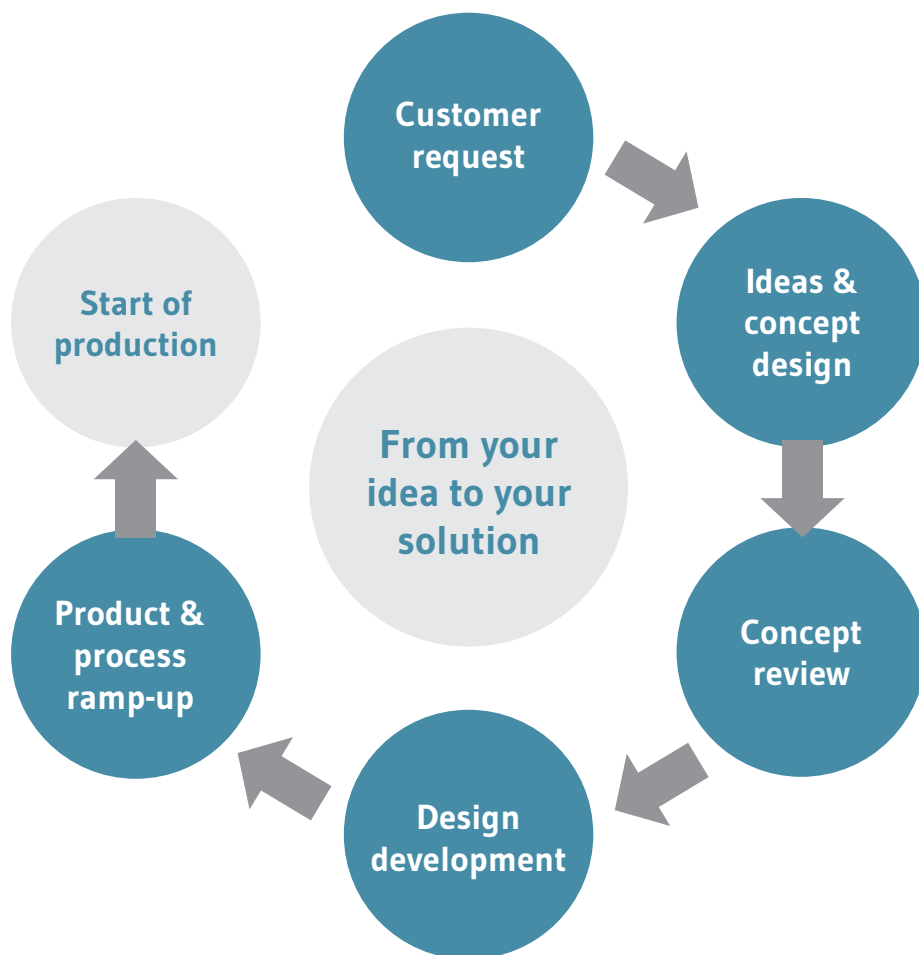 Customer
request
Ideas &
concept
design
Concept
review
Design
development
Product &
process
ramp-up
Start of
production
From your
idea to your
solution